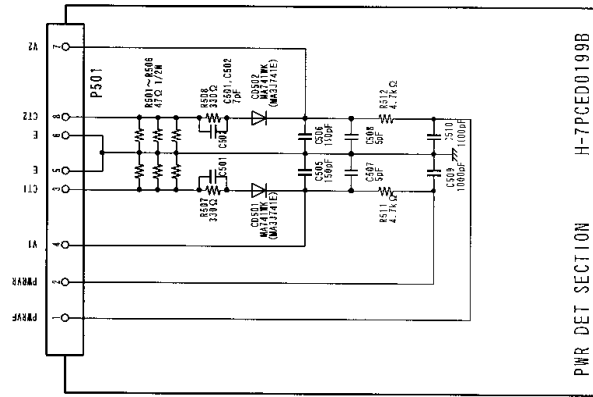 P501
V2
7
CT2
8
E
6
E
5
CT1
3
V1
4
PWRVR
2
PWRVF
1
R501~R506
47Ω 1/2W
R508
330Ω
C502
C501,C502
7pF
CD502
MA741WK
(MA3J741E)
C501
R507
330Ω
CD501
MA741WK
(MA3J741E)
C506
150pF
C505
150pF
C508
5pF
C507
5pF
R512
4.7kΩ
R511
4.7kΩ
C510
1000pF
C509
1000pF
PWR DET SECTION
H-7PCED0199B